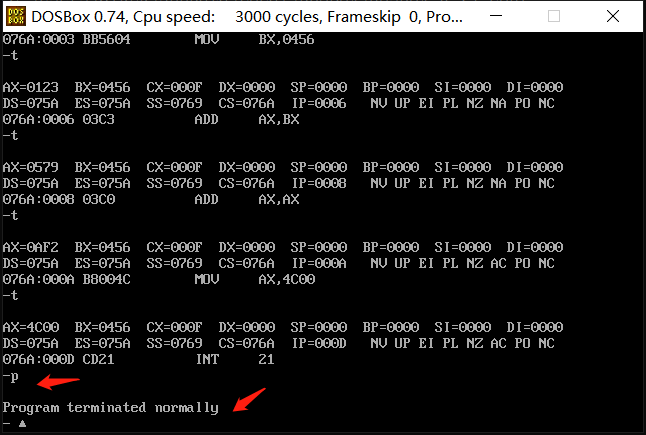 DOSBox 0.74, Cpu speed: 3000 cycles, Frameskip 0, Pro...
076A:0003 BB5604 MOV BX,0456
-t
AX=0123 BX=0456 CX=000F DX=0000 SP=0000 BP=0000 SI=0000 DI=0000
DS=075A ES=075A SS=0769 CS=076A IP=0006 NV UP EI PL NZ NA PO NC
076A:0006 03C3 ADD AX,BX
-t
AX=0579 BX=0456 CX=000F DX=0000 SP=0000 BP=0000 SI=0000 DI=0000
DS=075A ES=075A SS=0769 CS=076A IP=0008 NV UP EI PL NZ NA PO NC
076A:0008 03C0 ADD AX,AX
-t
AX=0AF2 BX=0456 CX=000F DX=0000 SP=0000 BP=0000 SI=0000 DI=0000
DS=075A ES=075A SS=0769 CS=076A IP=000A NV UP EI PL NZ AC PO NC
076A:000A B8004C MOV AX,4C00
-t
AX=4C00 BX=0456 CX=000F DX=0000 SP=0000 BP=0000 SI=0000 DI=0000
DS=075A ES=075A SS=0769 CS=076A IP=000D NV UP EI PL NZ AC PO NC
076A:000D CD21 INT 21
-p
Program terminated normally
-